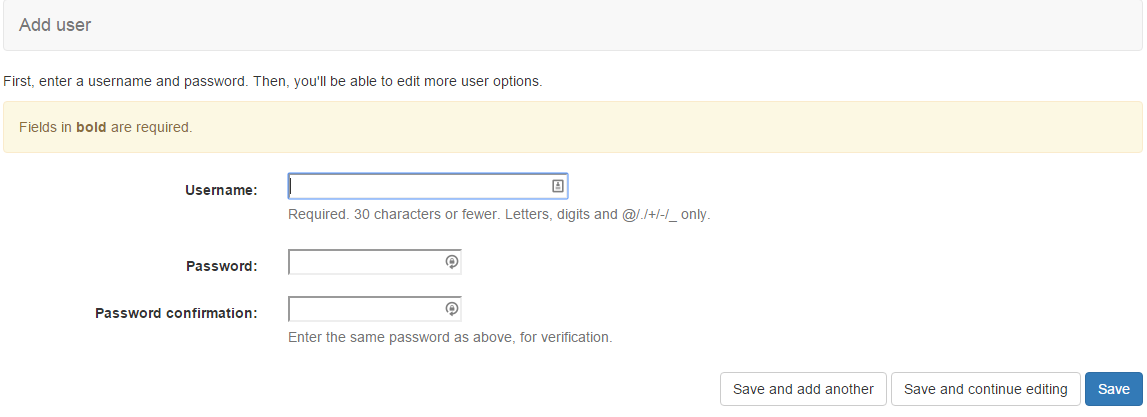 Add user
First, enter a username and password. Then, you'll be able to edit more user options.
Fields in bold are required.
Username:
Required. 30 characters or fewer. Letters, digits and @/./+/-/_ only.
Password:
Password confirmation:
Enter the same password as above, for verification.
Save and add another Save and continue editing Save